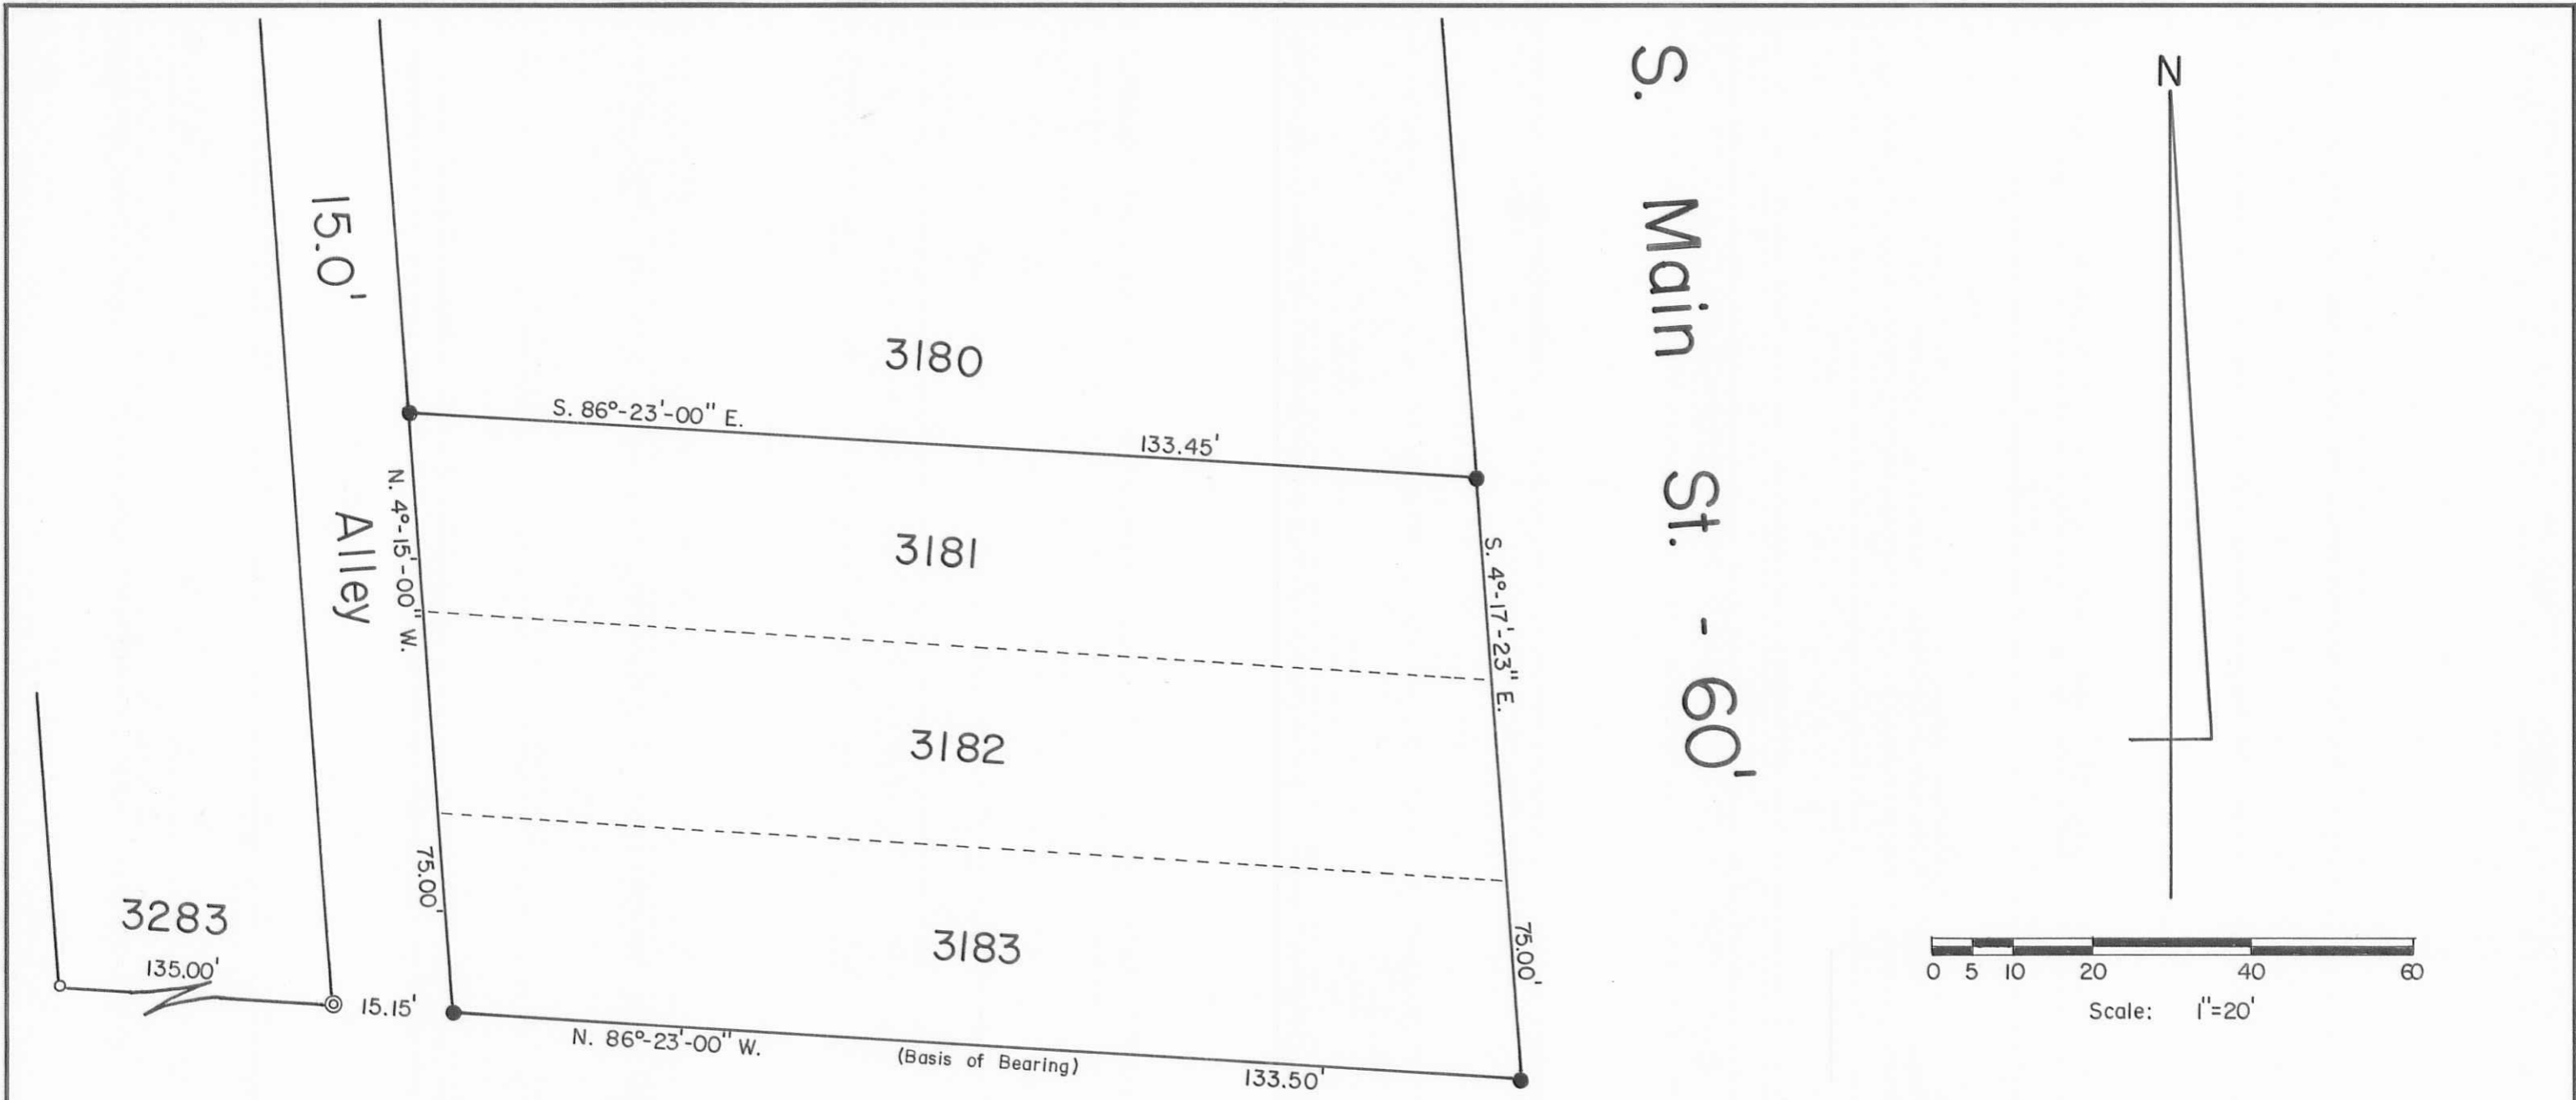 N
15.0'
Alley
S. Main St. - 60'
3180
S. 86°-23'-00" E.
133.45'
N. 4°-15'-00" W.
75.00'
3181
S. 4°-17'-23" E.
75.00'
3182
3183
3283
135.00'
15.15'
N. 86°-23'-00" W.
(Basis of Bearing)
133.50'
0 5 10 20 40 60
Scale: 1"=20'